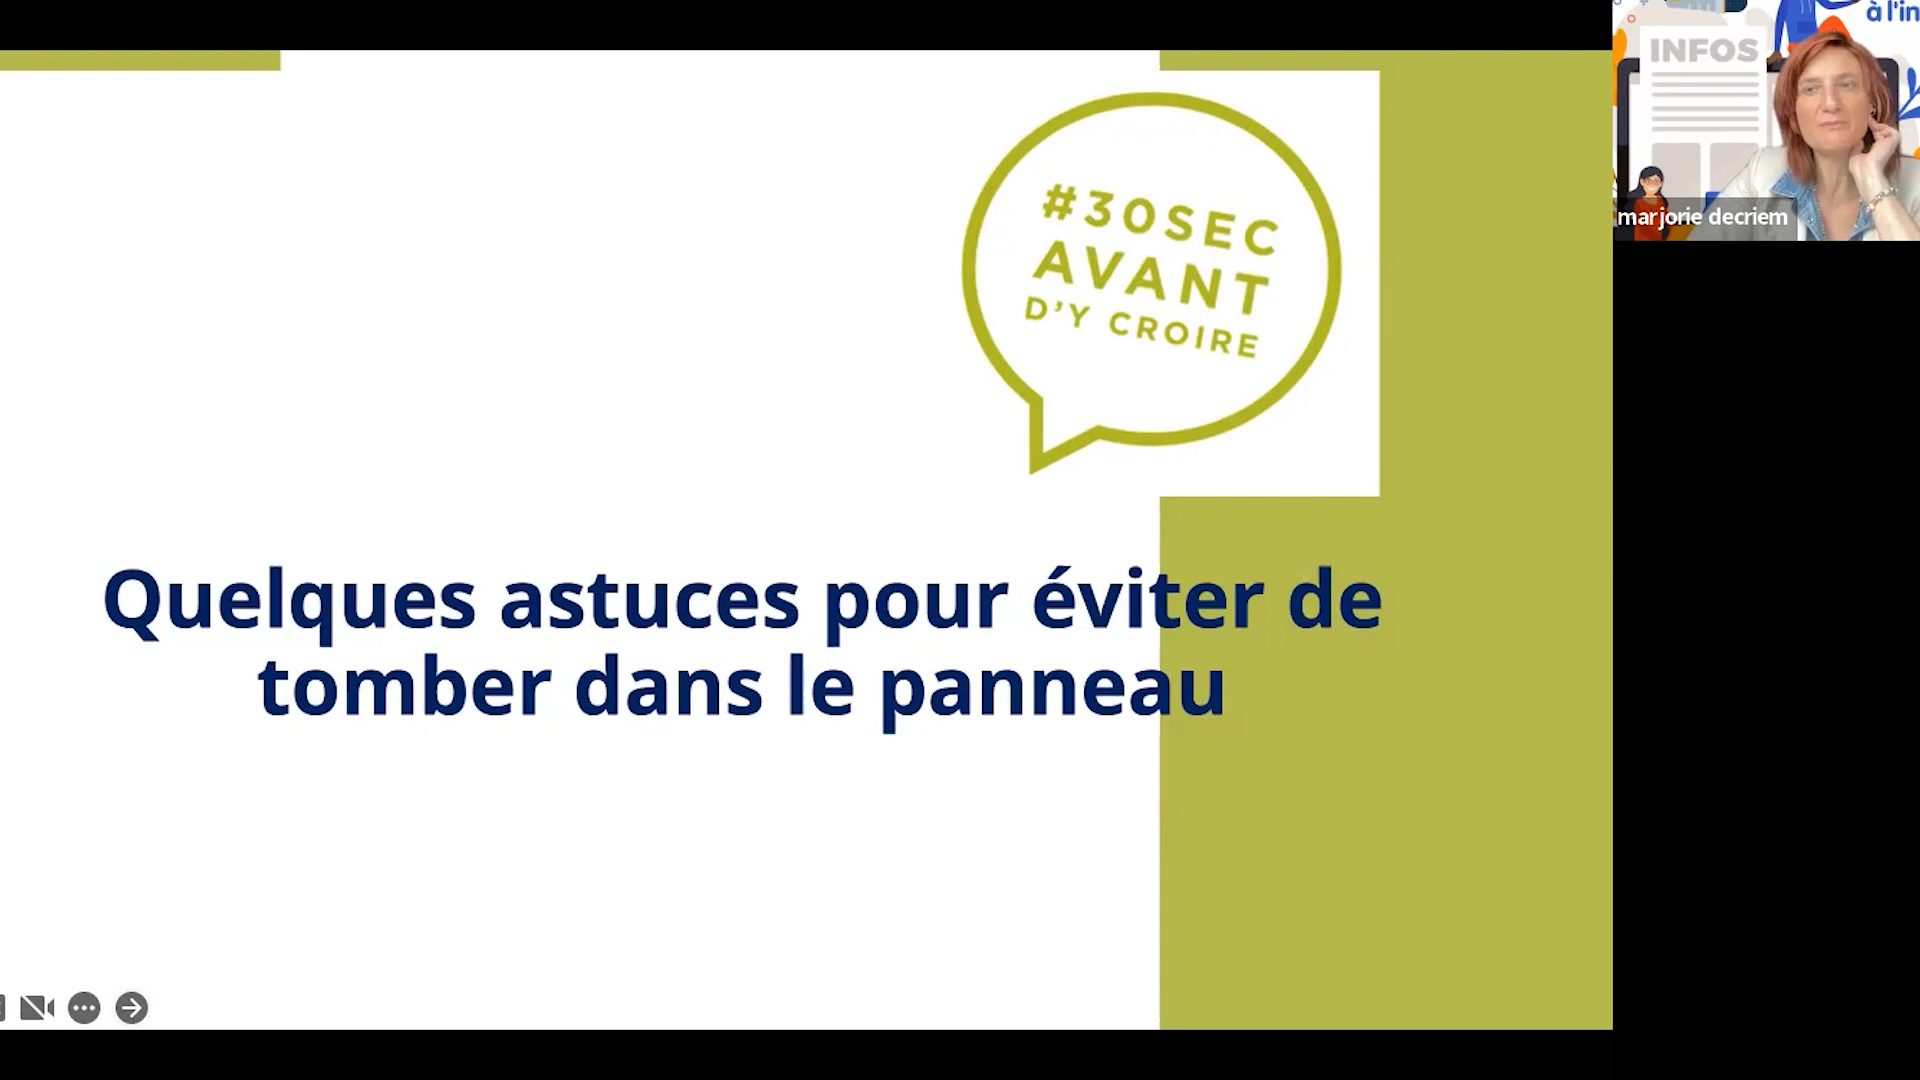 à l'in
INFOS
marjorie decriem
#30SEC
AVANT
D'Y CROIRE
Quelques astuces pour éviter de
tomber dans le panneau